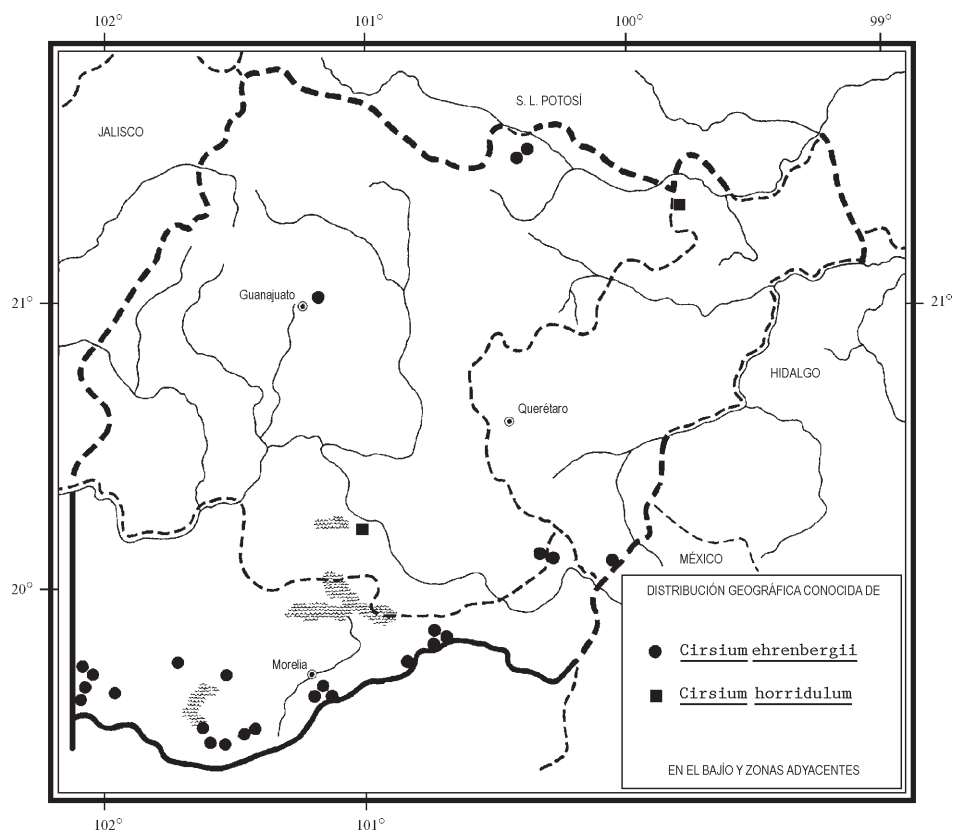 102° 101° 100° 99°
S. L. POTOSÍ
JALISCO
Guanajuato
21° 21°
HIDALGO
Querétaro
MÉXICO
20°
DISTRIBUCIÓN GEOGRÁFICA CONOCIDA DE
Cirsium ehrenbergii
Morelia
Cirsium horridulum
EN EL BAJÍO Y ZONAS ADYACENTES
102° 101°